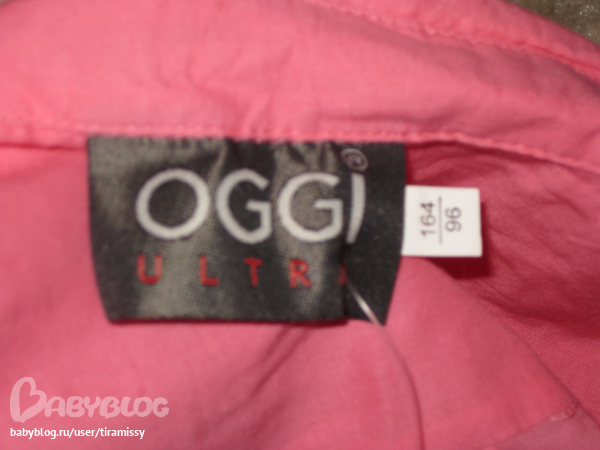 OGGI®
ULTR
164
96
BABYBLOG
babyblog.ru/user/tiramissy